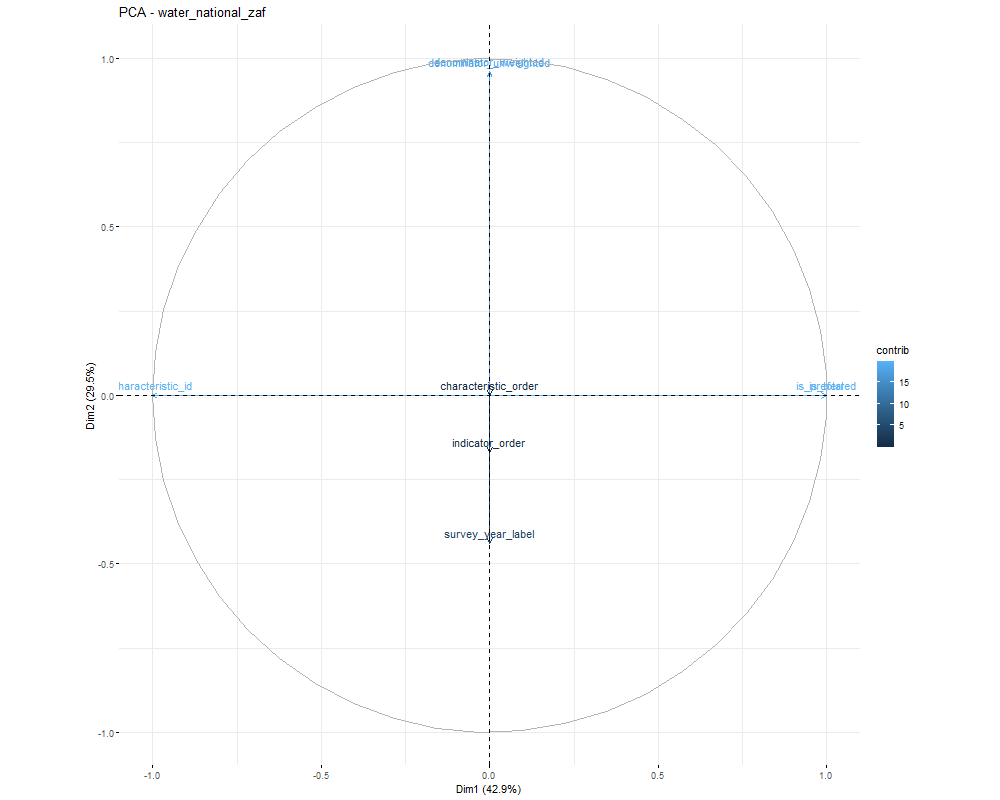 PCA - water_national_zaf
1.0
0.5
0.0
-0.5
-1.0
Dim2 (29.5%)
haracteristic_id
characteristic_order
indicator_order
survey_year_label
contrib
15
10
5
-1.0
-0.5
0.0
0.5
1.0
Dim1 (42.9%)